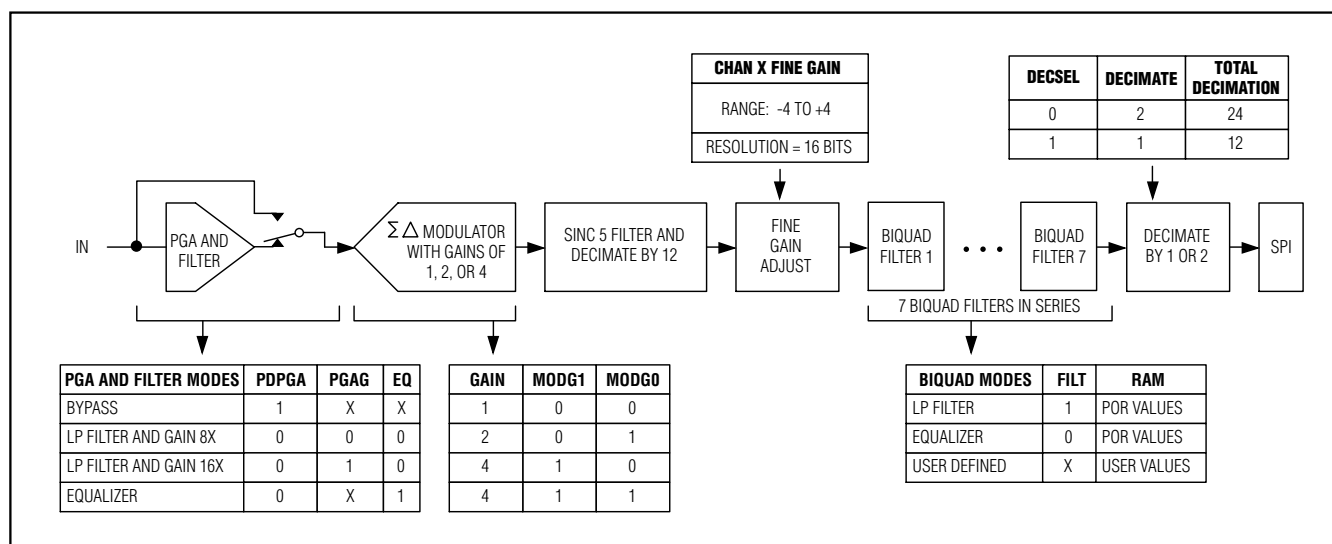 CHAN X FINE GAIN
RANGE: -4 TO +4
RESOLUTION = 16 BITS
DECSEL DECIMATE TOTAL DECIMATION
0 2 24
1 1 12
IN
PGA AND
FILTER
Σ Δ MODULATOR
WITH GAINS OF
1, 2, OR 4
SINC 5 FILTER AND
DECIMATE BY 12
FINE
GAIN
ADJUST
BIQUAD
FILTER 1
• • •
BIQUAD
FILTER 7
DECIMATE
BY 1 OR 2
SPI
7 BIQUAD FILTERS IN SERIES
PGA AND FILTER MODES PDPGA PGAG EQ
BYPASS 1 X X
LP FILTER AND GAIN 8X 0 0 0
LP FILTER AND GAIN 16X 0 1 0
EQUALIZER 0 X 1
GAIN MODG1 MODG0
1 0 0
2 0 1
4 1 0
4 1 1
BIQUAD MODES FILT RAM
LP FILTER 1 POR VALUES
EQUALIZER 0 POR VALUES
USER DEFINED X USER VALUES